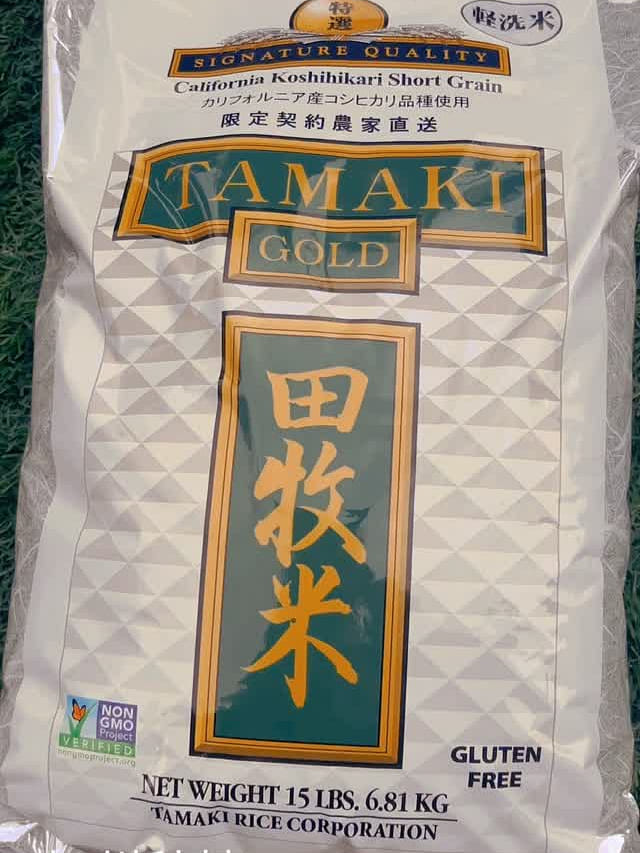 特選
軽洗米
SIGNATURE QUALITY
California Koshihikari Short Grain
カリフォルニア産コシヒカリ品種使用
限定契約農家直送
TAMAKI
GOLD
田牧米
NON
GMO
Project
VERIFIED
nongmoproject.org
GLUTEN
FREE
NET WEIGHT 15 LBS. 6.81 KG
TAMAKI RICE CORPORATION